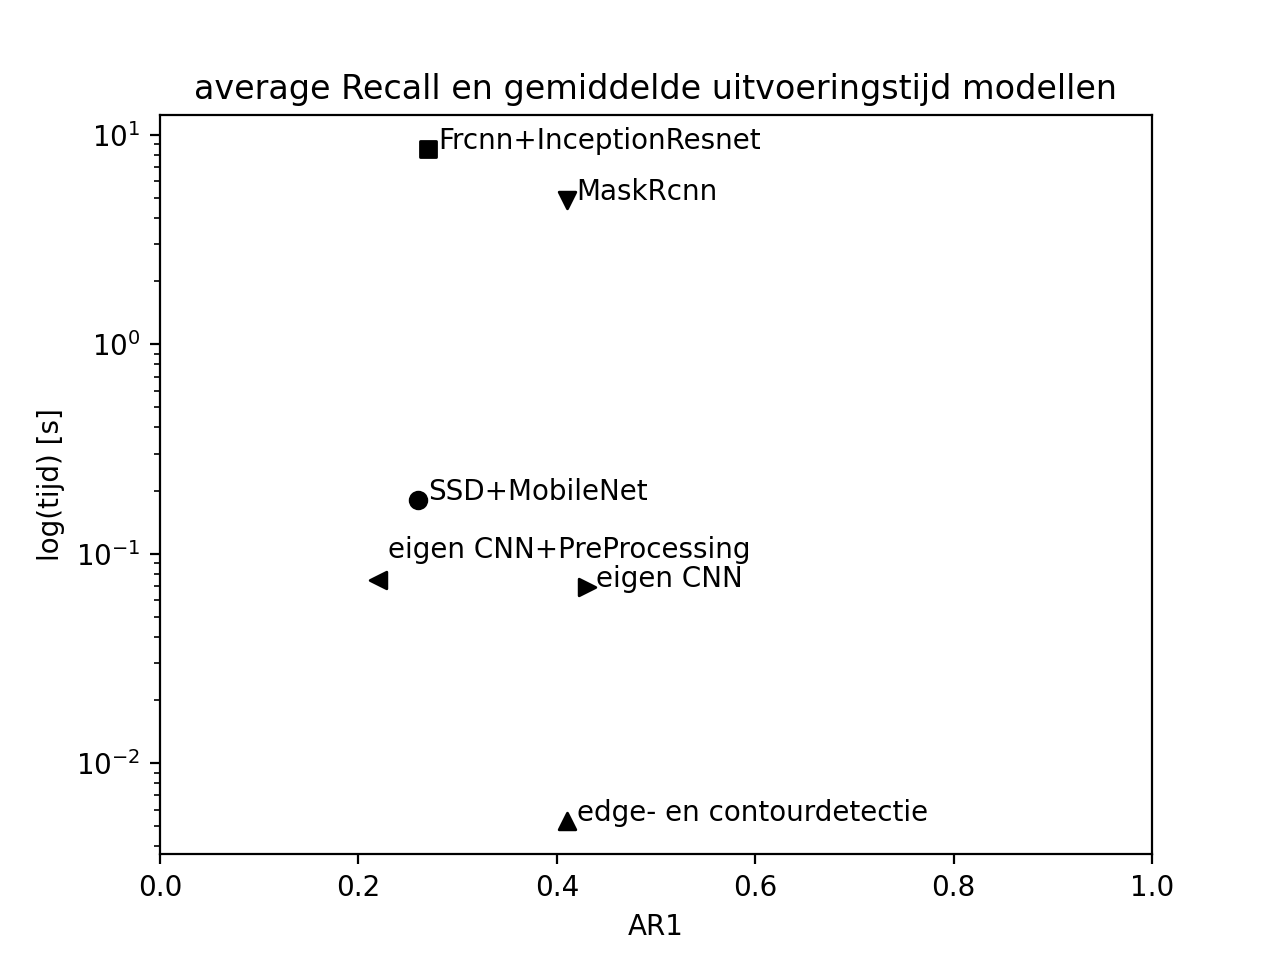 average Recall en gemiddelde uitvoeringstijd modellen
10¹
Frcnn+InceptionResnet
MaskRcnn
10⁰
log(tijd) [s]
SSD+MobileNet
10⁻¹
eigen CNN+PreProcessing
eigen CNN
10⁻²
edge- en contourdetectie
0.0 0.2 0.4 0.6 0.8 1.0
AR1